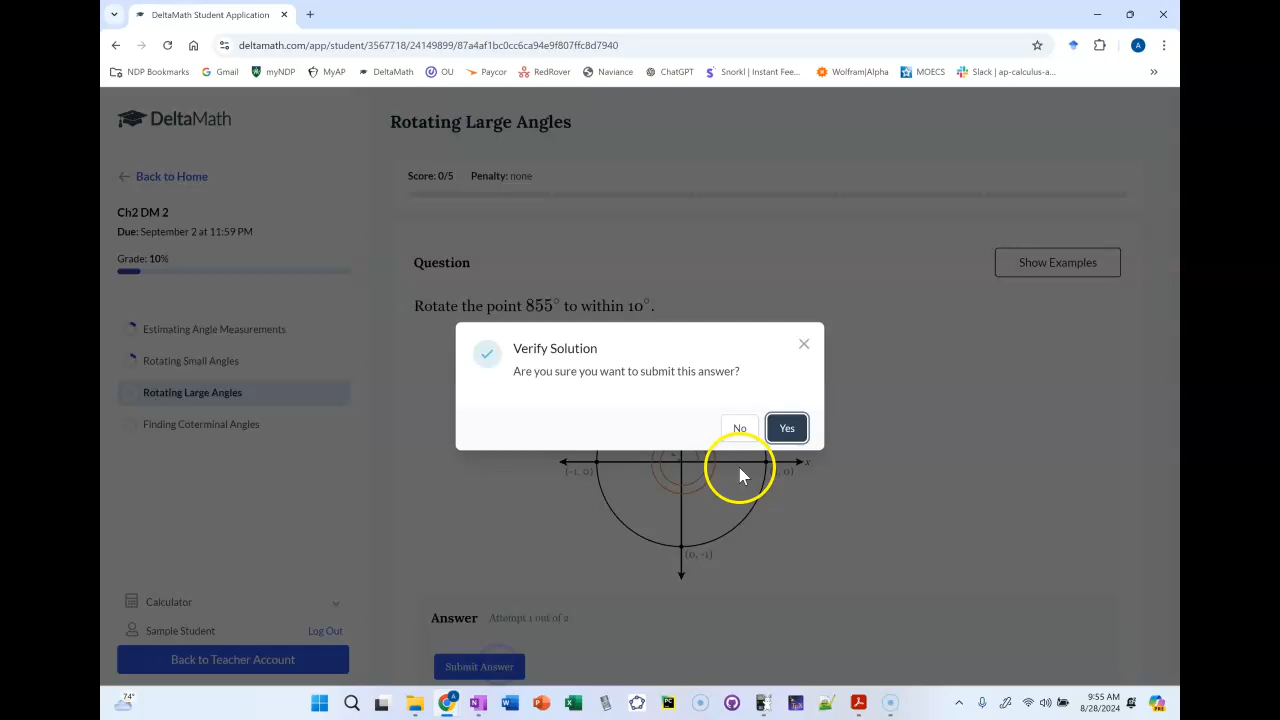 DeltaMath Student Application
deltamath.com/app/student/3567718/24149899/87a4af1bc0cc6ca94e9f807ffc8d7940
NDP Bookmarks Gmail myNDP MyAP DeltaMath OU Paycor RedRover Naviance ChatGPT Snorkl | Instant Fee... Wolfram|Alpha MOECS Slack | ap-calculus-a...
DeltaMath
Rotating Large Angles
Back to Home
Score: 0/5 Penalty: none
Ch2 DM 2
Due: September 2 at 11:59 PM
Grade: 10%
Question
Show Examples
Rotate the point 855° to within 10°.
Estimating Angle Measurements
Rotating Small Angles
Rotating Large Angles
Finding Coterminal Angles
Verify Solution
Are you sure you want to submit this answer?
No Yes
x
(-1, 0) , 0)
(0, -1)
Answer Attempt 1 out of 2
Submit Answer
Calculator
Sample Student Log Out
Back to Teacher Account
74°
9:55 AM
8/28/2024